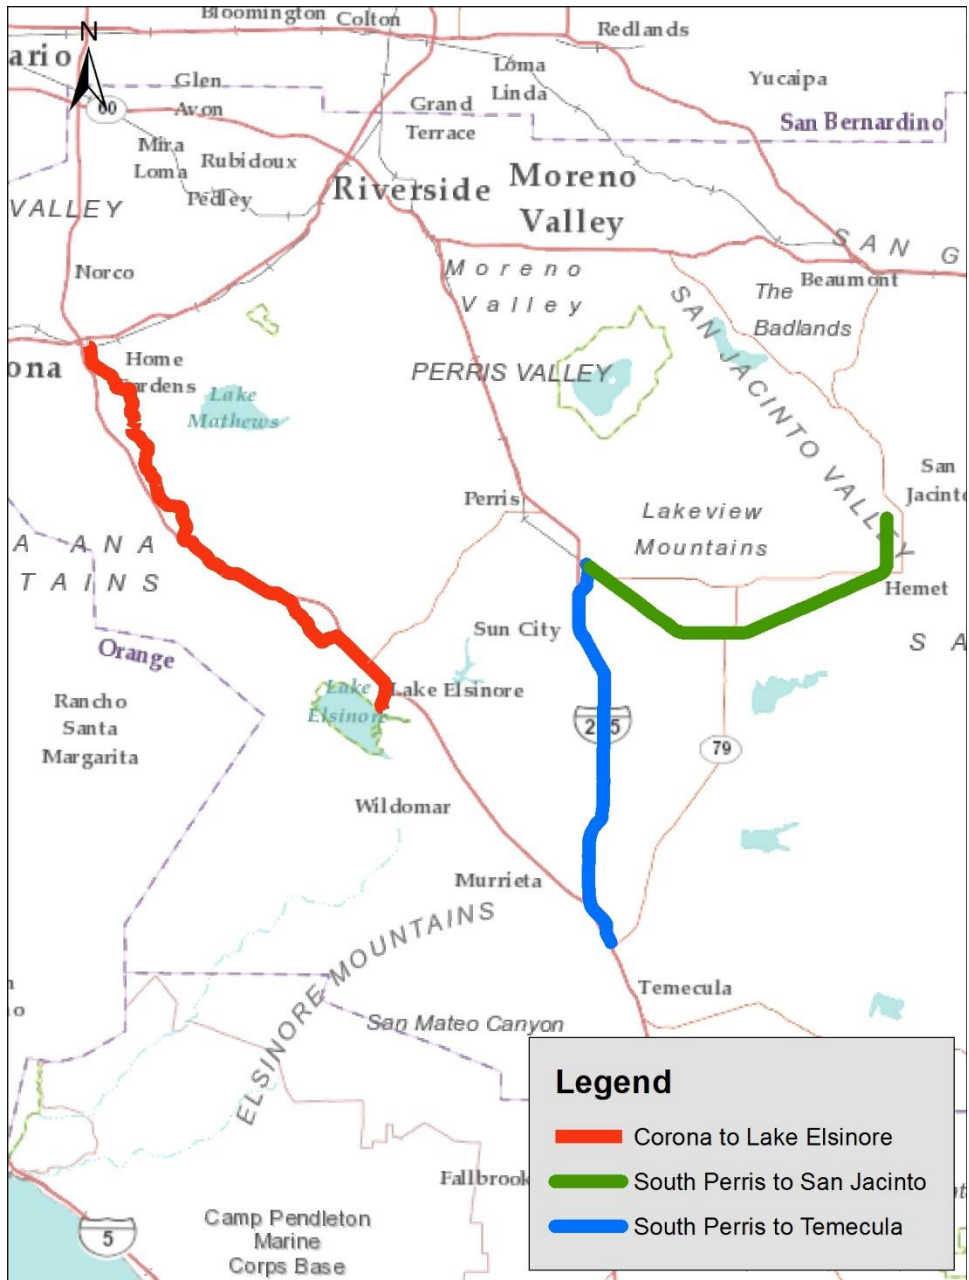 Bloomington
Colton
Redlands
N
ario
Glen
Avon
60
Loma
Linda
Yucaipa
Grand
Terrace
San Bernardino
Mira
Loma
Rubidoux
Pedley
Riverside
Moreno
Valley
VALLEY
SAN G
Norco
Moreno
Valley
Beaumont
The
Badlands
SAN JACINTO VALLEY
ona
Home
Gardens
PERRIS VALLEY
Lake
Mathews
San
Jacinto
Perris
Lakeview
Mountains
A ANA
TAINS
Hemet
Sun City
S A
Orange
Lake
Elsinore
Lake Elsinore
Rancho
Santa
Margarita
215
79
Wildomar
Murrieta
ELSINORE MOUNTAINS
Temecula
San Mateo Canyon
Legend
Corona to Lake Elsinore
South Perris to San Jacinto
South Perris to Temecula
Fallbrook
5
Camp Pendleton
Marine
Corps Base